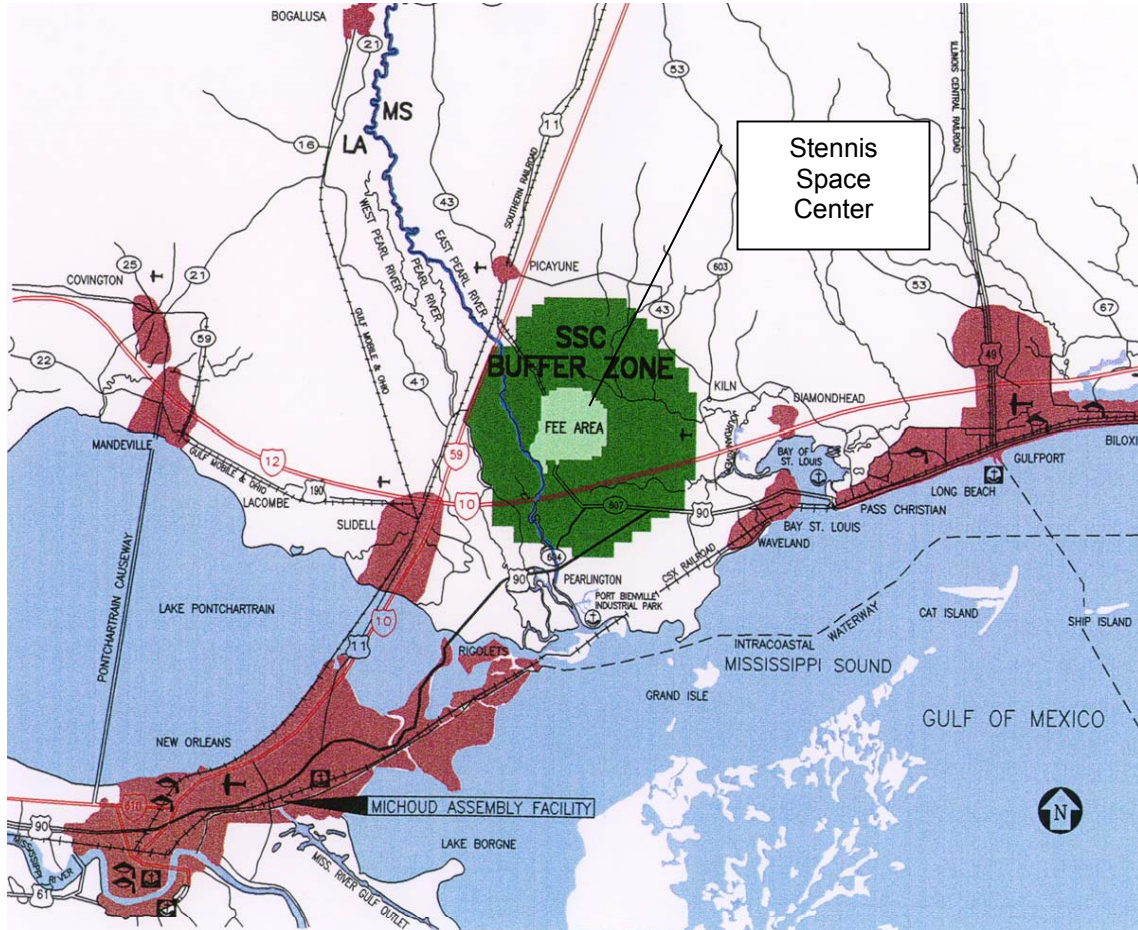 BOGALUSA
21
53
MS
LA
11
16
ILLINOIS CENTRAL RAILROAD
Stennis
Space
Center
43
SOUTHERN RAILROAD
WEST PEARL RIVER
PEARL RIVER
EAST PEARL RIVER
PICAYUNE
603
25
21
COVINGTON
53
43
67
59
GULF MOBILE & OHIO
SSC
BUFFER ZONE
22
41
49
KILN
DIAMONDHEAD
JOURDAN RIVER
FEE AREA
MANDEVILLE
BILOXI
12
59
BAY OF
ST. LOUIS
GULFPORT
GULF MOBILE & OHIO
190
10
LONG BEACH
LACOMBE
607
90
PASS CHRISTIAN
SLIDELL
BAY ST. LOUIS
WAVELAND
604
CSX RAILROAD
90
PEARLINGTON
PONTCHARTRAIN CAUSEWAY
LAKE PONTCHARTRAIN
PORT BIENVILLE
INDUSTRIAL PARK
CAT ISLAND
SHIP ISLAND
10
11
INTRACOASTAL
WATERWAY
RIGOLETS
MISSISSIPPI SOUND
GRAND ISLE
GULF OF MEXICO
NEW ORLEANS
610
MICHOUD ASSEMBLY FACILITY
90
N
LAKE BORGNE
MISSISSIPPI RIVER
MISS. RIVER GULF OUTLET
61